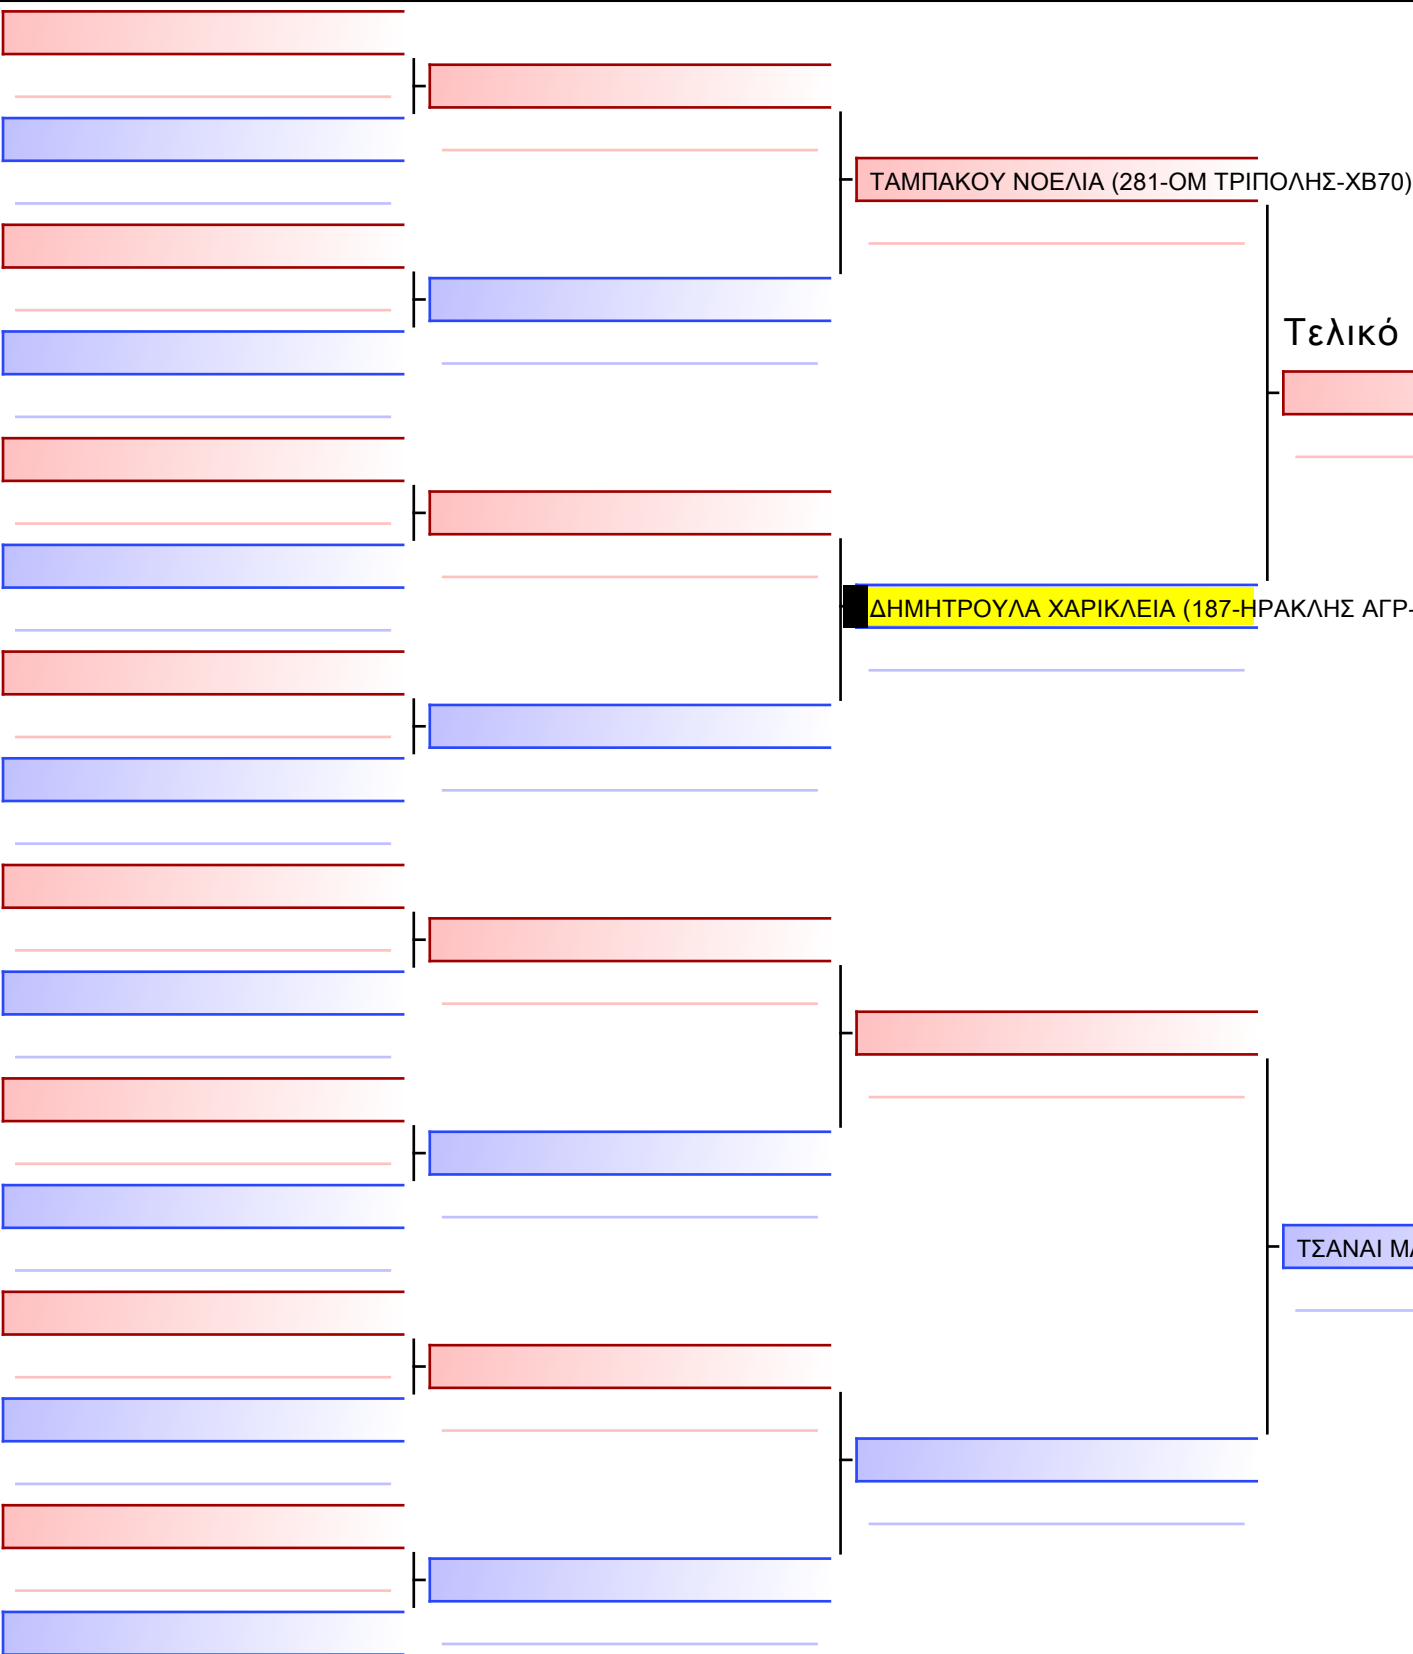 ΤΑΜΠΑΚΟΥ ΝΟΕΛΙΑ (281-ΟΜ ΤΡΙΠΟΛΗΣ-ΧΒ70)
Τελικό
ΔΗΜΗΤΡΟΥΛΑ ΧΑΡΙΚΛΕΙΑ (187-ΗΡΑΚΛΗΣ ΑΓΡ-
ΤΣΑΝΑΙ